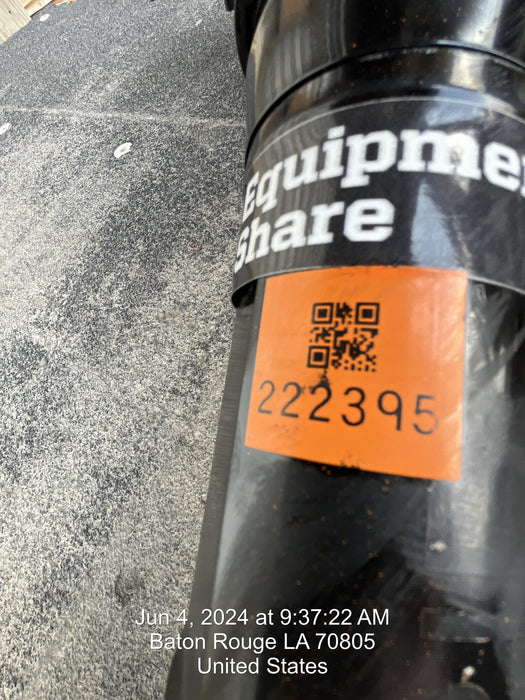 Equipme
Share
222395
Jun 4, 2024 at 9:37:22 AM
Baton Rouge LA 70805
United States